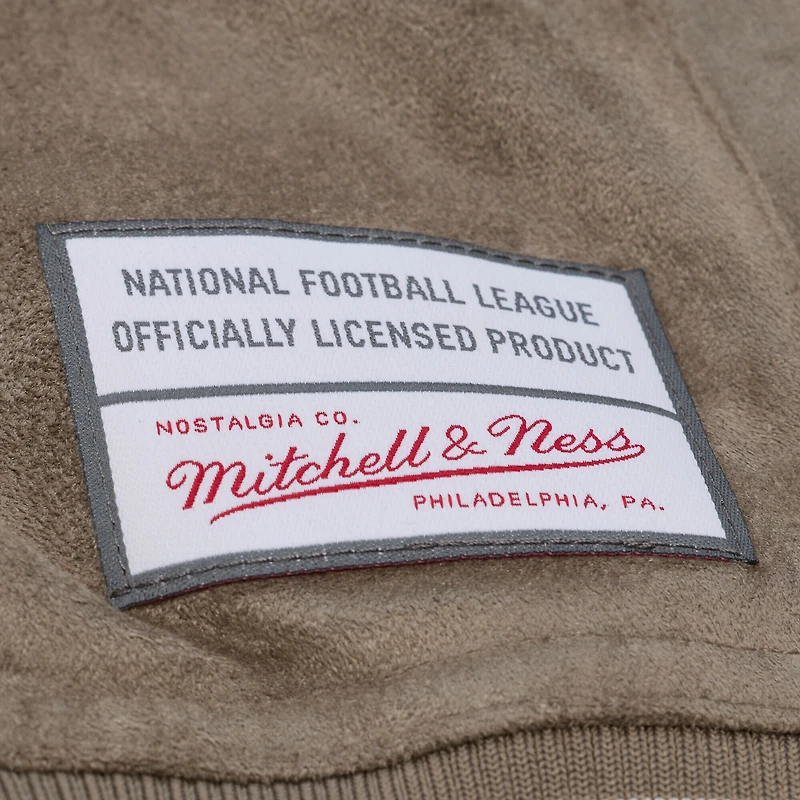 NATIONAL FOOTBALL LEAGUE
OFFICIALLY LICENSED PRODUCT
NOSTALGIA CO.
Mitchell & Ness
PHILADELPHIA, PA.